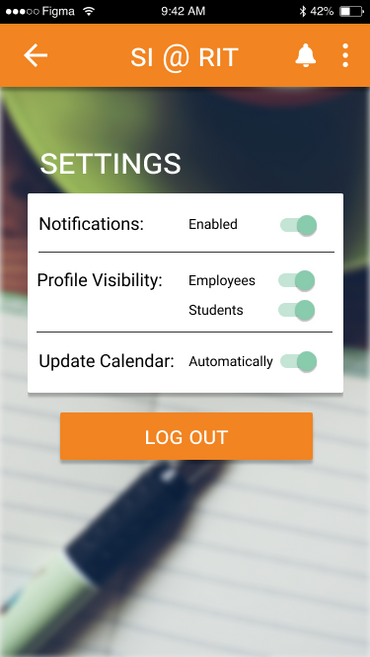 Figma 9:42 AM 42%
SI @ RIT
SETTINGS
Notifications: Enabled
Profile Visibility: Employees
Students
Update Calendar: Automatically
LOG OUT